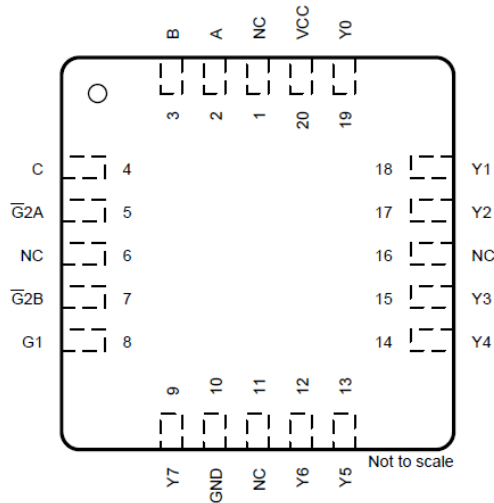 B A NC VCC Y0
3 2 1 20 19
C 4 18 Y1
G̅2A 5 17 Y2
NC 6 16 NC
G̅2B 7 15 Y3
G1 8 14 Y4
9 10 11 12 13
Y7 GND NC Y6 Y5
Not to scale